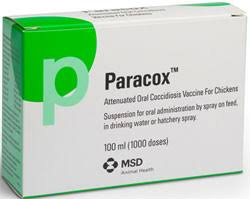 Paracox™
p
Paracox™
Attenuated Oral Coccidiosis Vaccine For Chickens
Suspension for oral administration by spray on feed,
in drinking water or hatchery spray.
100 ml (1000 doses)
MSD
Animal Health